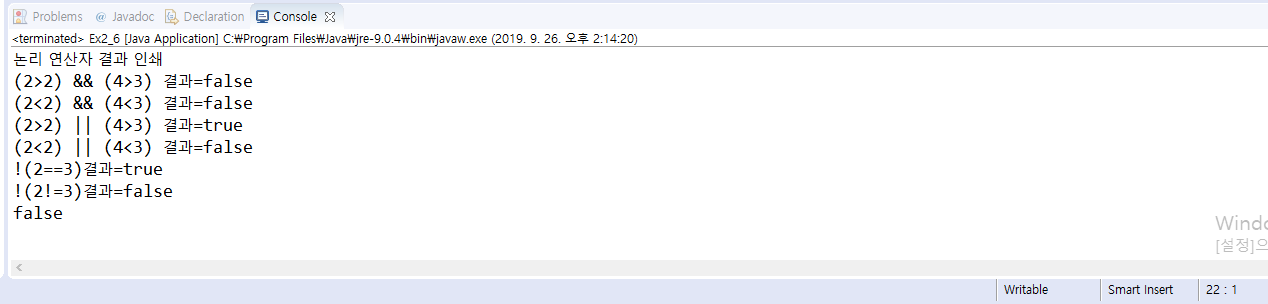 Problems @ Javadoc Declaration Console
<terminated> Ex2_6 [Java Application] C:₩Program Files₩Java₩jre-9.0.4₩bin₩javaw.exe (2019. 9. 26. 오후 2:14:20)
논리 연산자 결과 인쇄
(2>2) && (4>3) 결과=false
(2<2) && (4<3) 결과=false
(2>2) || (4>3) 결과=true
(2<2) || (4<3) 결과=false
!(2==3)결과=true
!(2!=3)결과=false
false
[설정]으
Writable Smart Insert 22 : 1